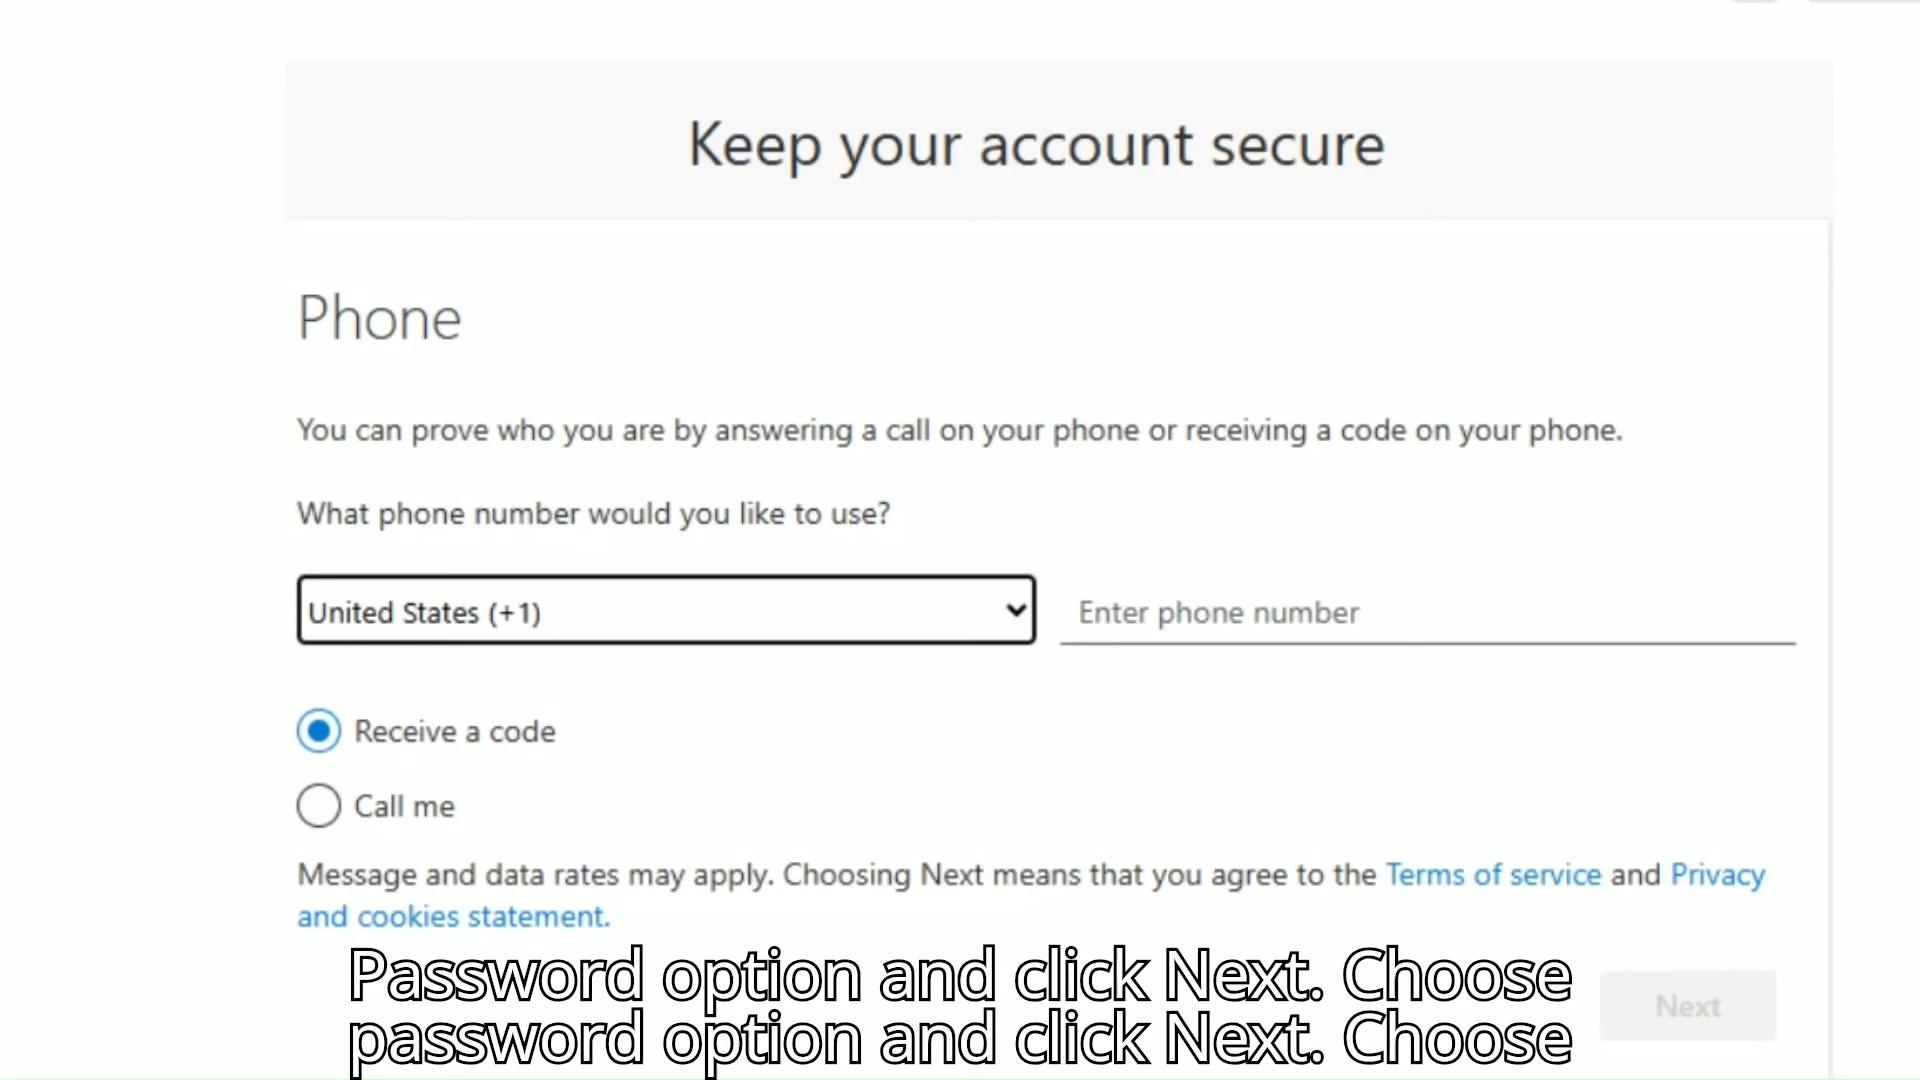 Keep your account secure
Phone
You can prove who you are by answering a call on your phone or receiving a code on your phone.
What phone number would you like to use?
United States (+1)
Enter phone number
Receive a code
Call me
Message and data rates may apply. Choosing Next means that you agree to the Terms of service and Privacy
and cookies statement.
Password option and click Next. Choose
password option and click Next. Choose
Next